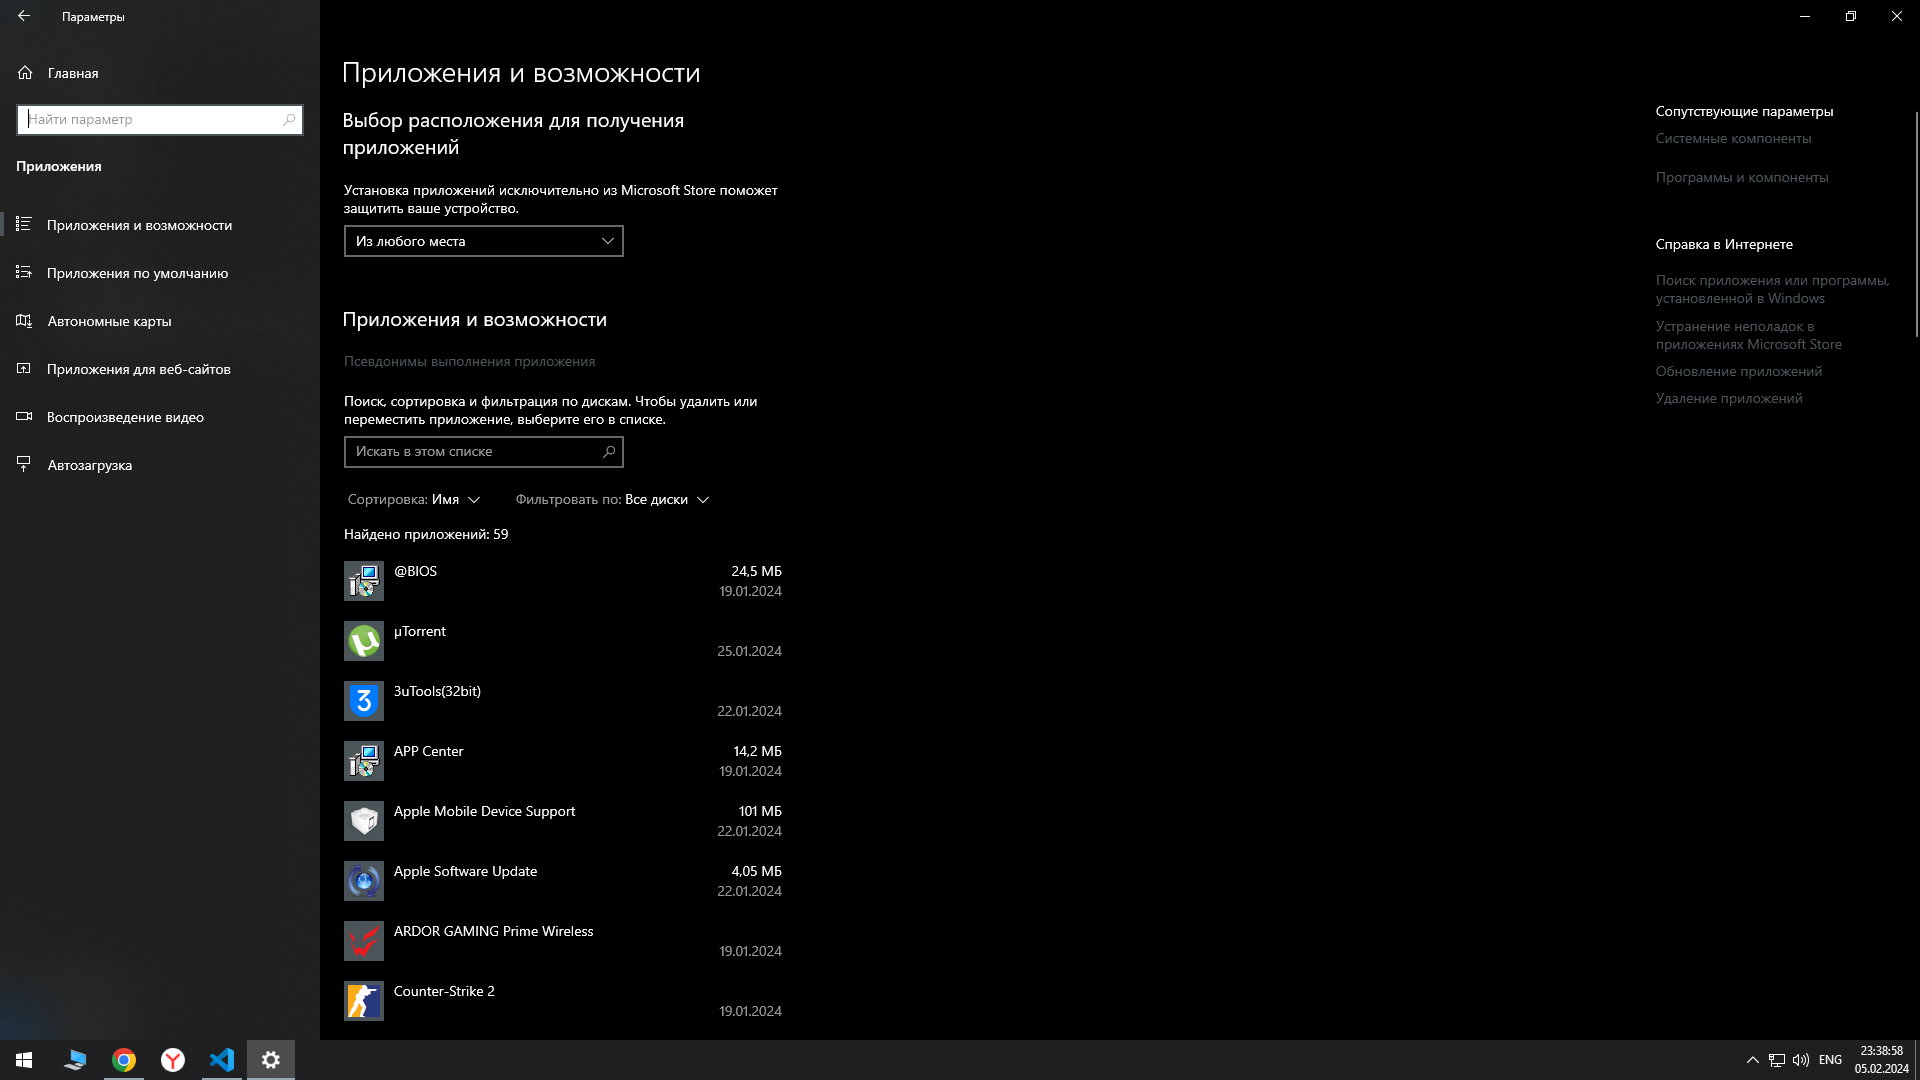 Параметры
Главная
Найти параметр
Приложения
Приложения и возможности
Приложения по умолчанию
Автономные карты
Приложения для веб-сайтов
Воспроизведение видео
Автозагрузка
Приложения и возможности
Выбор расположения для получения
приложений
Установка приложений исключительно из Microsoft Store поможет
защитить ваше устройство.
Из любого места
Приложения и возможности
Псевдонимы выполнения приложения
Поиск, сортировка и фильтрация по дискам. Чтобы удалить или
переместить приложение, выберите его в списке.
Искать в этом списке
Сортировка: Имя Фильтровать по: Все диски
Найдено приложений: 59
@BIOS 24,5 МБ
19.01.2024
µTorrent
25.01.2024
3uTools(32bit)
22.01.2024
APP Center 14,2 МБ
19.01.2024
Apple Mobile Device Support 101 МБ
22.01.2024
Apple Software Update 4,05 МБ
22.01.2024
ARDOR GAMING Prime Wireless
19.01.2024
Counter-Strike 2
19.01.2024
Сопутствующие параметры
Системные компоненты
Программы и компоненты
Справка в Интернете
Поиск приложения или программы,
установленной в Windows
Устранение неполадок в
приложениях Microsoft Store
Обновление приложений
Удаление приложений
ENG
23:38:58
05.02.2024